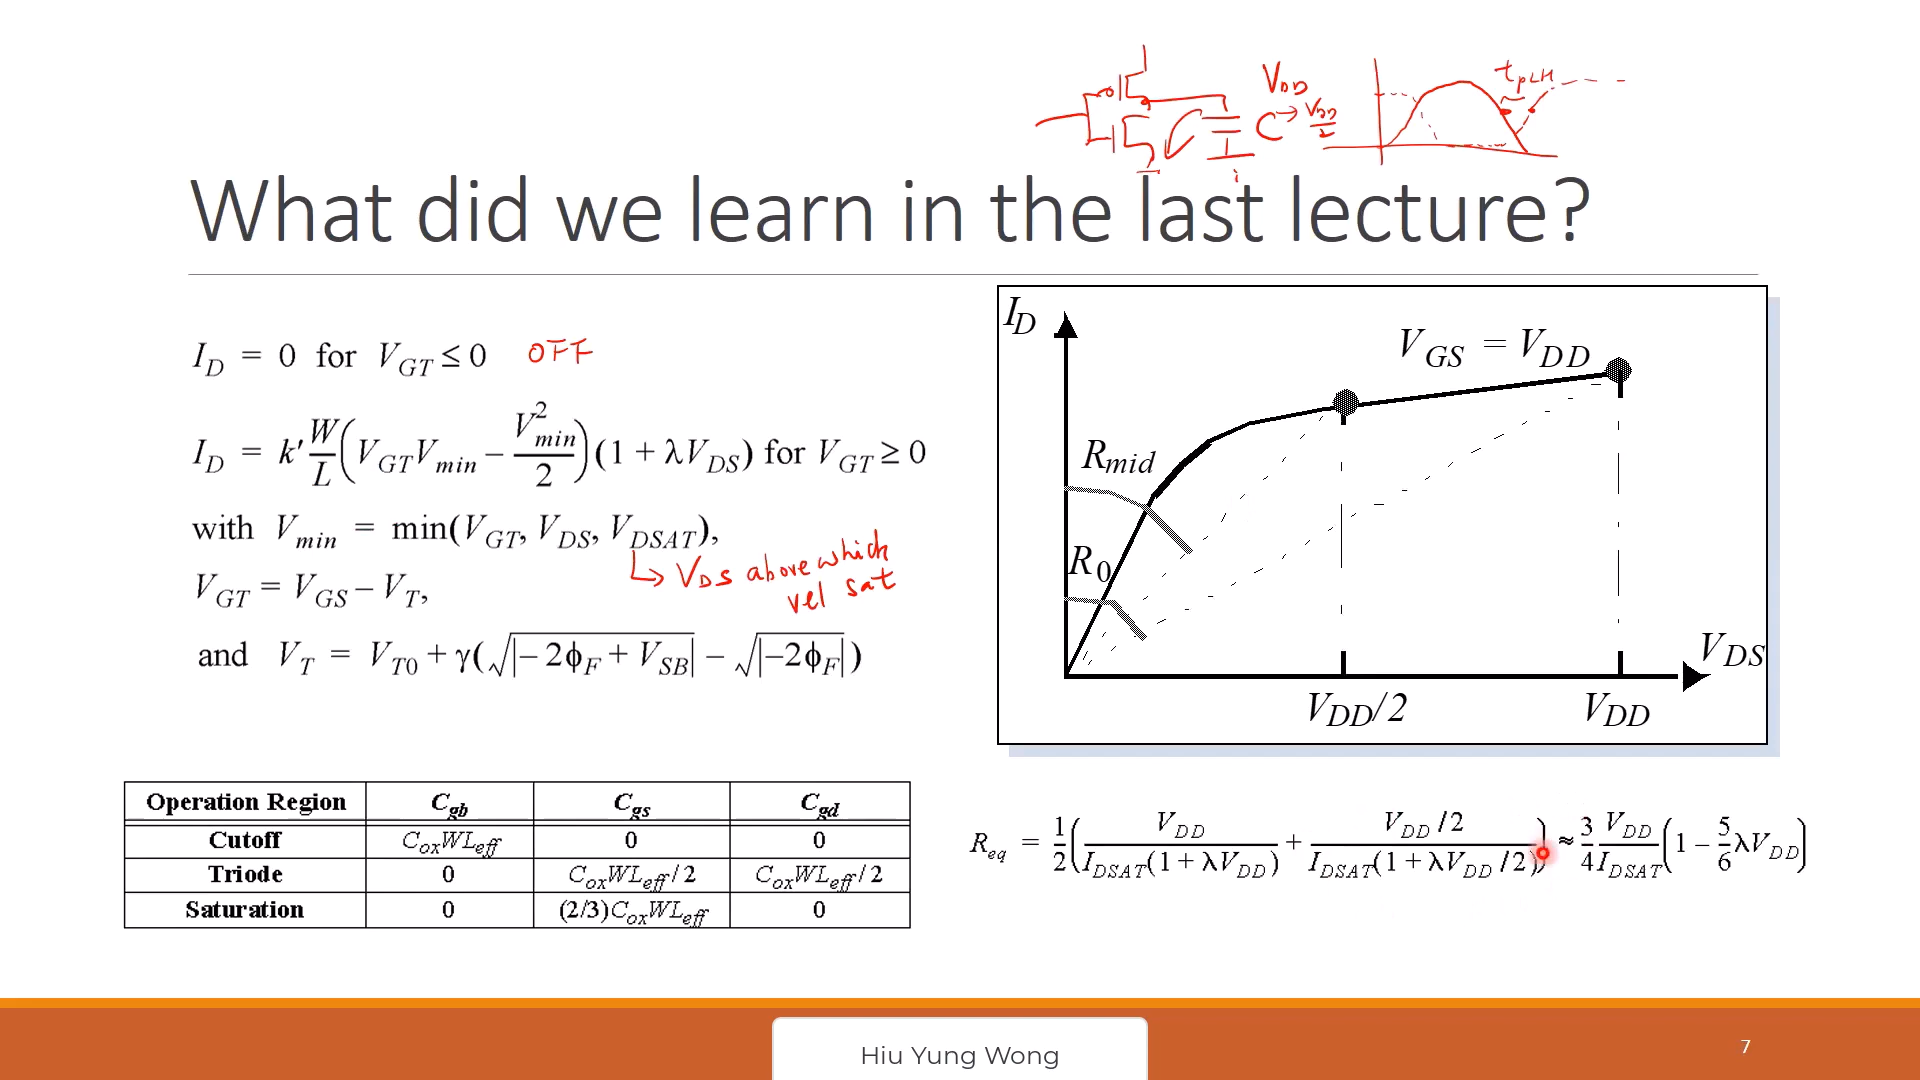 V_DD
C → V_DD/2
t_pLH
What did we learn in the last lecture?
I_D = 0 for V_GT ≤ 0 OFF
I_D = k' W/L (V_GT V_min − V²_min/2)(1 + λV_DS) for V_GT ≥ 0
with V_min = min(V_GT, V_DS, V_DSAT),
↳ V_DS above which
vel sat
V_GT = V_GS − V_T,
and V_T = V_T0 + γ(√|−2ϕ_F + V_SB| − √|−2ϕ_F|)
I_D
V_GS = V_DD
R_mid
R_0
V_DS
V_DD/2 V_DD
Operation Region C_gb C_gs C_gd
Cutoff C_ox WL_eff 0 0
Triode 0 C_ox WL_eff / 2 C_ox WL_eff / 2
Saturation 0 (2/3)C_ox WL_eff 0
R_eq = 1/2 (V_DD / I_DSAT(1 + λV_DD) + V_DD/2 / I_DSAT(1 + λV_DD/2)) ≈ 3/4 V_DD/I_DSAT (1 − 5/6 λV_DD)
Hiu Yung Wong
7